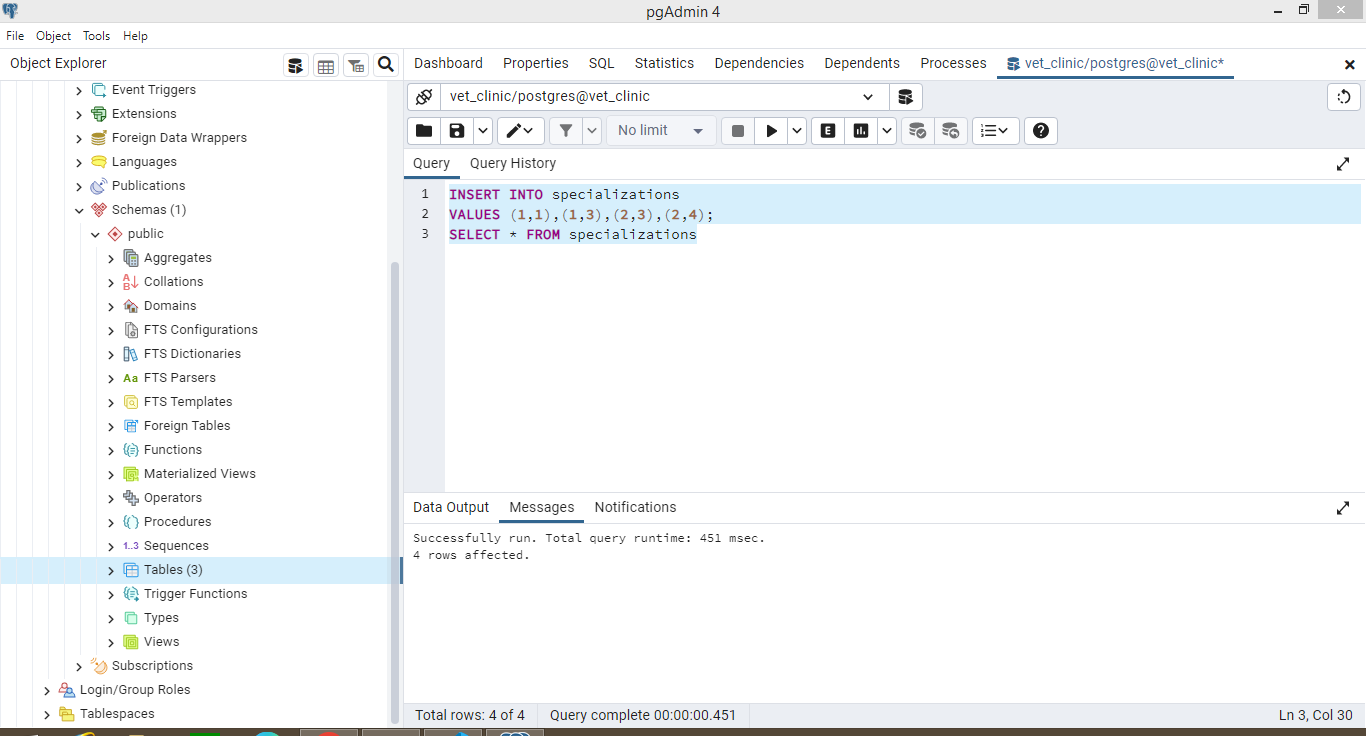 pgAdmin 4
File Object Tools Help
Object Explorer
Dashboard Properties SQL Statistics Dependencies Dependents Processes vet_clinic/postgres@vet_clinic*
Event Triggers
Extensions
Foreign Data Wrappers
Languages
Publications
Schemas (1)
public
Aggregates
Collations
Domains
FTS Configurations
FTS Dictionaries
Aa FTS Parsers
FTS Templates
Foreign Tables
Functions
Materialized Views
Operators
Procedures
1..3 Sequences
Tables (3)
Trigger Functions
Types
Views
Subscriptions
Login/Group Roles
Tablespaces
vet_clinic/postgres@vet_clinic
No limit
E
Query Query History
1 INSERT INTO specializations
2 VALUES (1,1),(1,3),(2,3),(2,4);
3 SELECT * FROM specializations
Data Output Messages Notifications
Successfully run. Total query runtime: 451 msec.
4 rows affected.
Total rows: 4 of 4 Query complete 00:00:00.451 Ln 3, Col 30